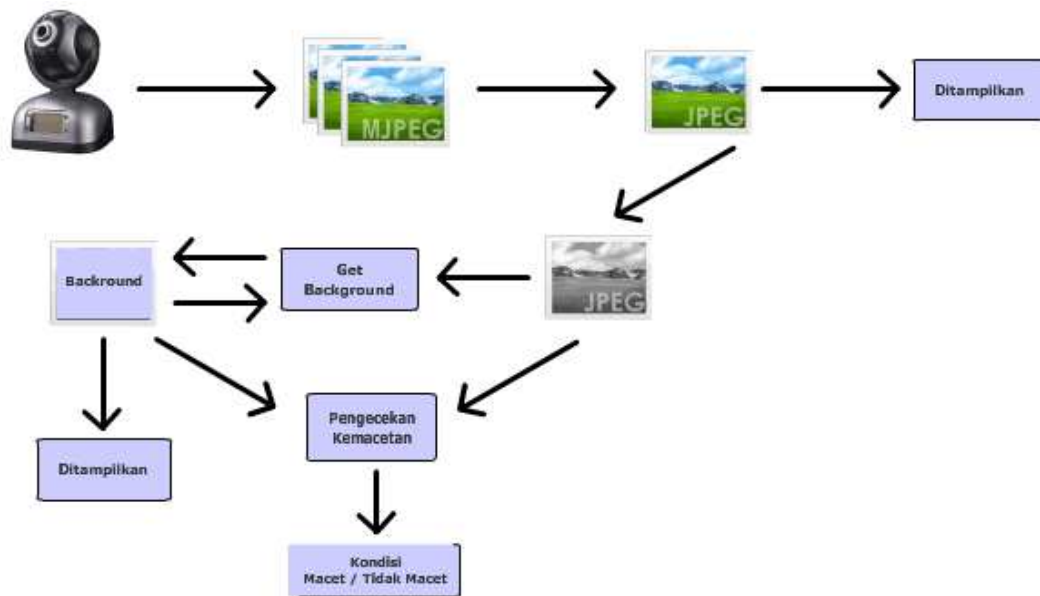 MJPEG
JPEG
Ditampilkan
Backround
Get
Background
JPEG
Pengecekan
Kemacetan
Ditampilkan
Kondisi
Macet / Tidak Macet